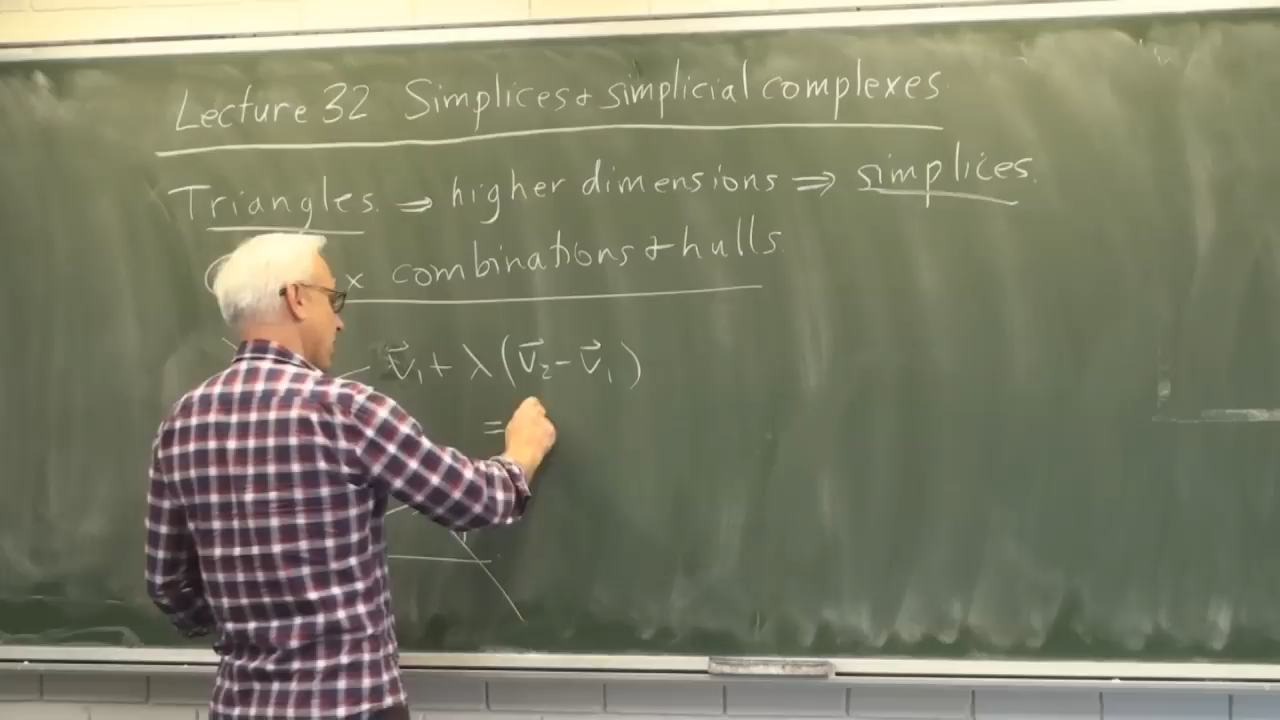 Lecture 32 Simplices + simplicial complexes
Triangles. ⇒ higher dimensions ⇒ simplices.
x combinations + hulls.
v⃗₁ + λ(v⃗₂ − v⃗₁)
=